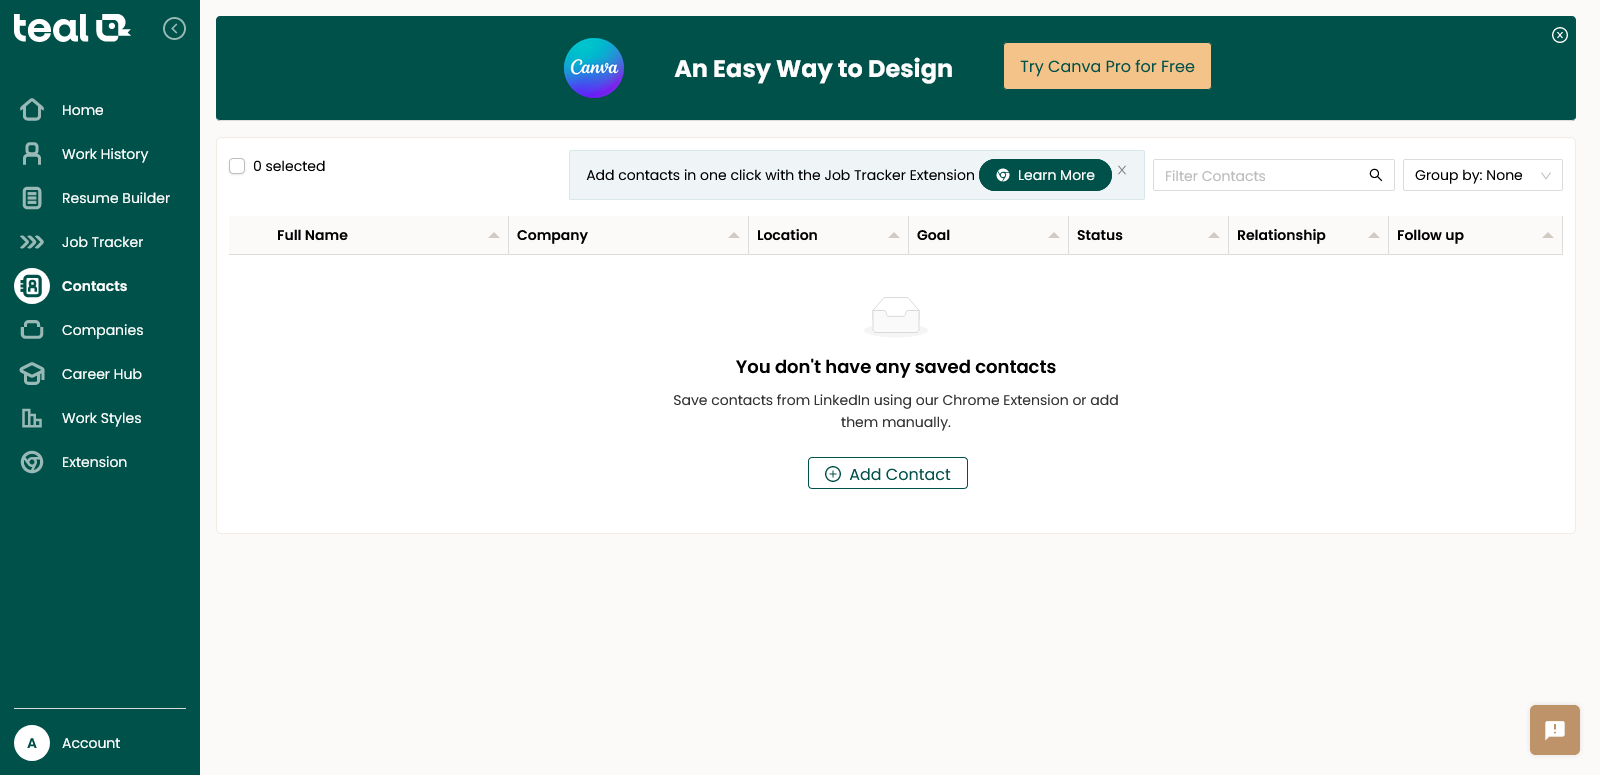 teal
Home
Work History
Resume Builder
Job Tracker
Contacts
Companies
Career Hub
Work Styles
Extension
A Account
Canva An Easy Way to Design Try Canva Pro for Free
0 selected Add contacts in one click with the Job Tracker Extension Learn More Filter Contacts Group by: None
Full Name Company Location Goal Status Relationship Follow up
You don't have any saved contacts
Save contacts from LinkedIn using our Chrome Extension or add
them manually.
Add Contact